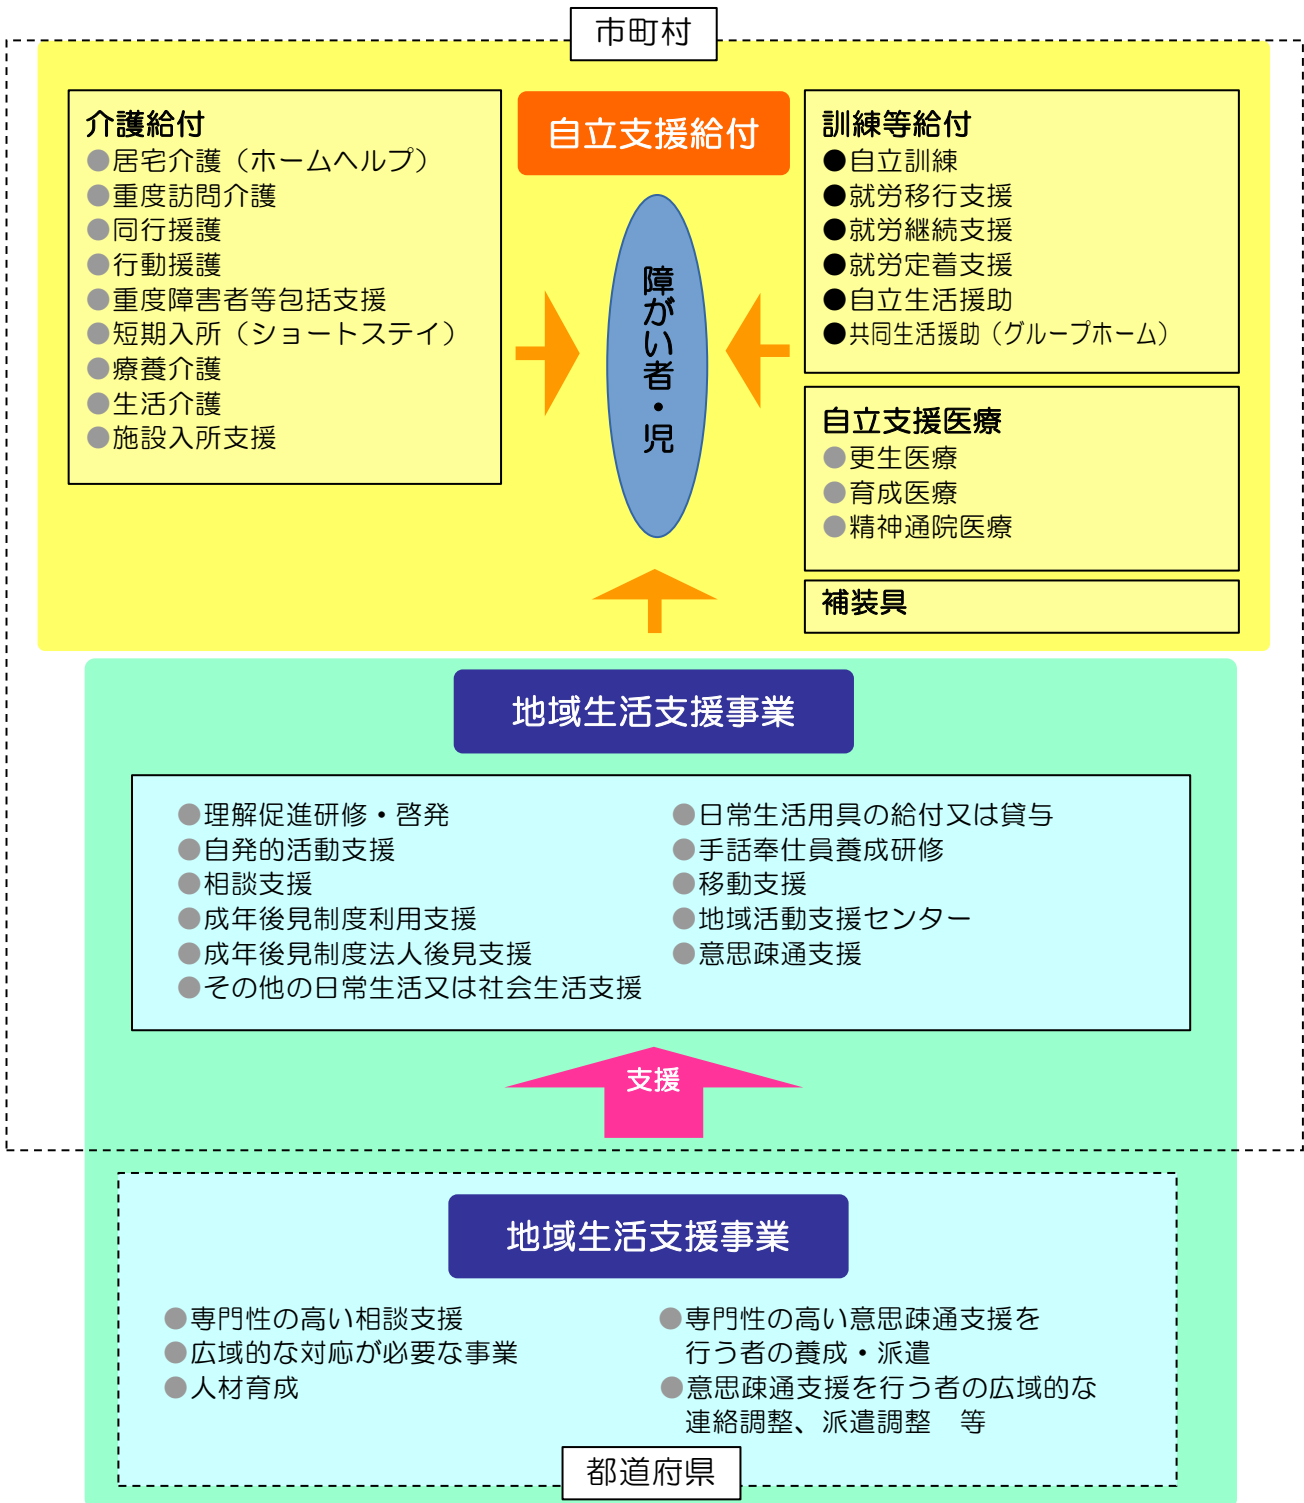 市町村
介護給付
●居宅介護（ホームヘルプ）
●重度訪問介護
●同行援護
●行動援護
●重度障害者等包括支援
●短期入所（ショートステイ）
●療養介護
●生活介護
●施設入所支援
自立支援給付
障がい者・児
訓練等給付
●自立訓練
●就労移行支援
●就労継続支援
●就労定着支援
●自立生活援助
●共同生活援助（グループホーム）
自立支援医療
●更生医療
●育成医療
●精神通院医療
補装具
地域生活支援事業
●理解促進研修・啓発
●自発的活動支援
●相談支援
●成年後見制度利用支援
●成年後見制度法人後見支援
●その他の日常生活又は社会生活支援
●日常生活用具の給付又は貸与
●手話奉仕員養成研修
●移動支援
●地域活動支援センター
●意思疎通支援
支援
地域生活支援事業
●専門性の高い相談支援
●広域的な対応が必要な事業
●人材育成
●専門性の高い意思疎通支援を
行う者の養成・派遣
●意思疎通支援を行う者の広域的な
連絡調整、派遣調整　等
都道府県